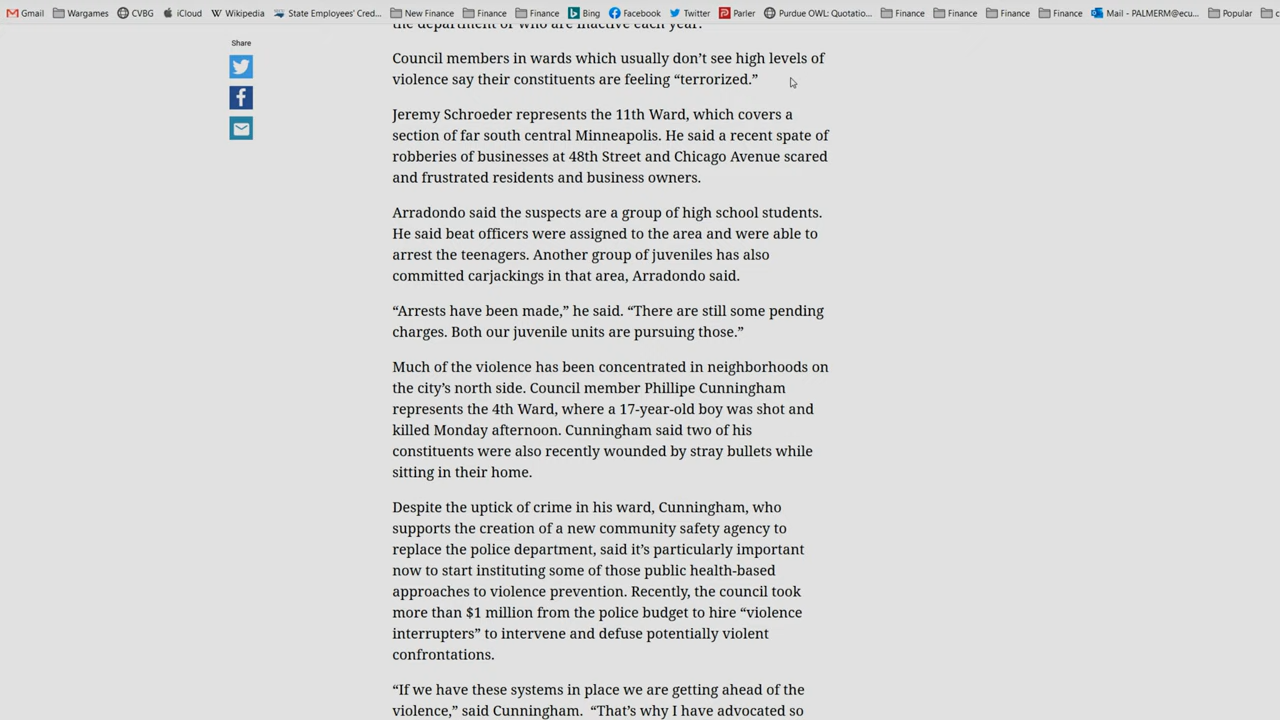 Gmail Wargames CVBG iCloud Wikipedia State Employees' Cred... New Finance Finance Finance Bing Facebook Twitter Parler Purdue OWL: Quotatio... Finance Finance Finance Finance Mail - PALMERM@ecu... Popular
the department or who are inactive each year.
Share
Council members in wards which usually don’t see high levels of
violence say their constituents are feeling “terrorized.”
Jeremy Schroeder represents the 11th Ward, which covers a
section of far south central Minneapolis. He said a recent spate of
robberies of businesses at 48th Street and Chicago Avenue scared
and frustrated residents and business owners.
Arradondo said the suspects are a group of high school students.
He said beat officers were assigned to the area and were able to
arrest the teenagers. Another group of juveniles has also
committed carjackings in that area, Arradondo said.
“Arrests have been made,” he said. “There are still some pending
charges. Both our juvenile units are pursuing those.”
Much of the violence has been concentrated in neighborhoods on
the city’s north side. Council member Phillipe Cunningham
represents the 4th Ward, where a 17-year-old boy was shot and
killed Monday afternoon. Cunningham said two of his
constituents were also recently wounded by stray bullets while
sitting in their home.
Despite the uptick of crime in his ward, Cunningham, who
supports the creation of a new community safety agency to
replace the police department, said it’s particularly important
now to start instituting some of those public health-based
approaches to violence prevention. Recently, the council took
more than $1 million from the police budget to hire “violence
interrupters” to intervene and defuse potentially violent
confrontations.
“If we have these systems in place we are getting ahead of the
violence,” said Cunningham. “That’s why I have advocated so